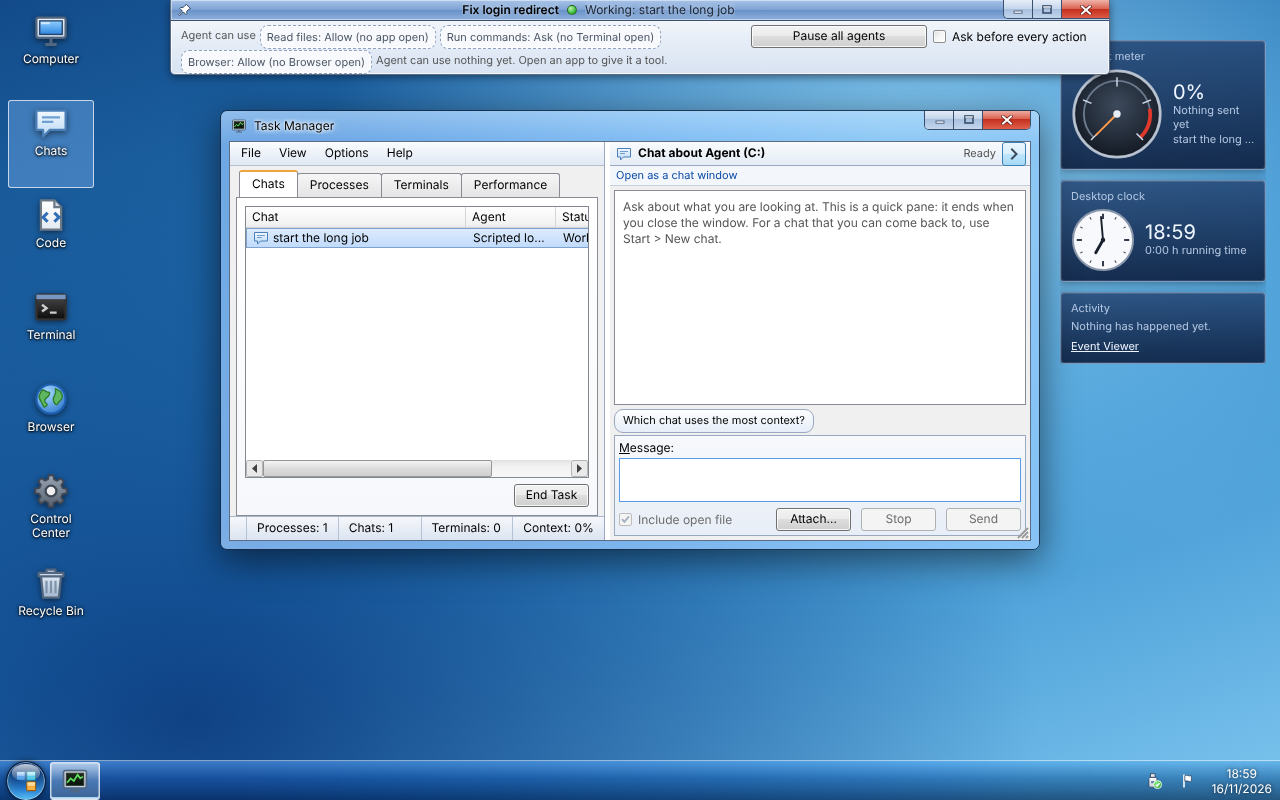 Fix login redirect Working: start the long job
Agent can use Read files: Allow (no app open) Run commands: Ask (no Terminal open)
Browser: Allow (no Browser open) Agent can use nothing yet. Open an app to give it a tool.
Pause all agents Ask before every action
Computer
Chats
Code
Terminal
Browser
Control
Center
Recycle Bin
Task Manager
File View Options Help
Chats Processes Terminals Performance
Chat Agent
start the long job Scripted lo...
End Task
Processes: 1 Chats: 1 Terminals: 0 Context: 0%
Chat about Agent (C:) Ready
Open as a chat window
Ask about what you are looking at. This is a quick pane: it ends when
you close the window. For a chat that you can come back to, use
Start > New chat.
Which chat uses the most context?
Message:
Include open file Attach... Stop Send
meter
0%
Nothing sent
yet
start the long ...
Desktop clock
18:59
0:00 h running time
Activity
Nothing has happened yet.
Event Viewer
18:59
16/11/2026